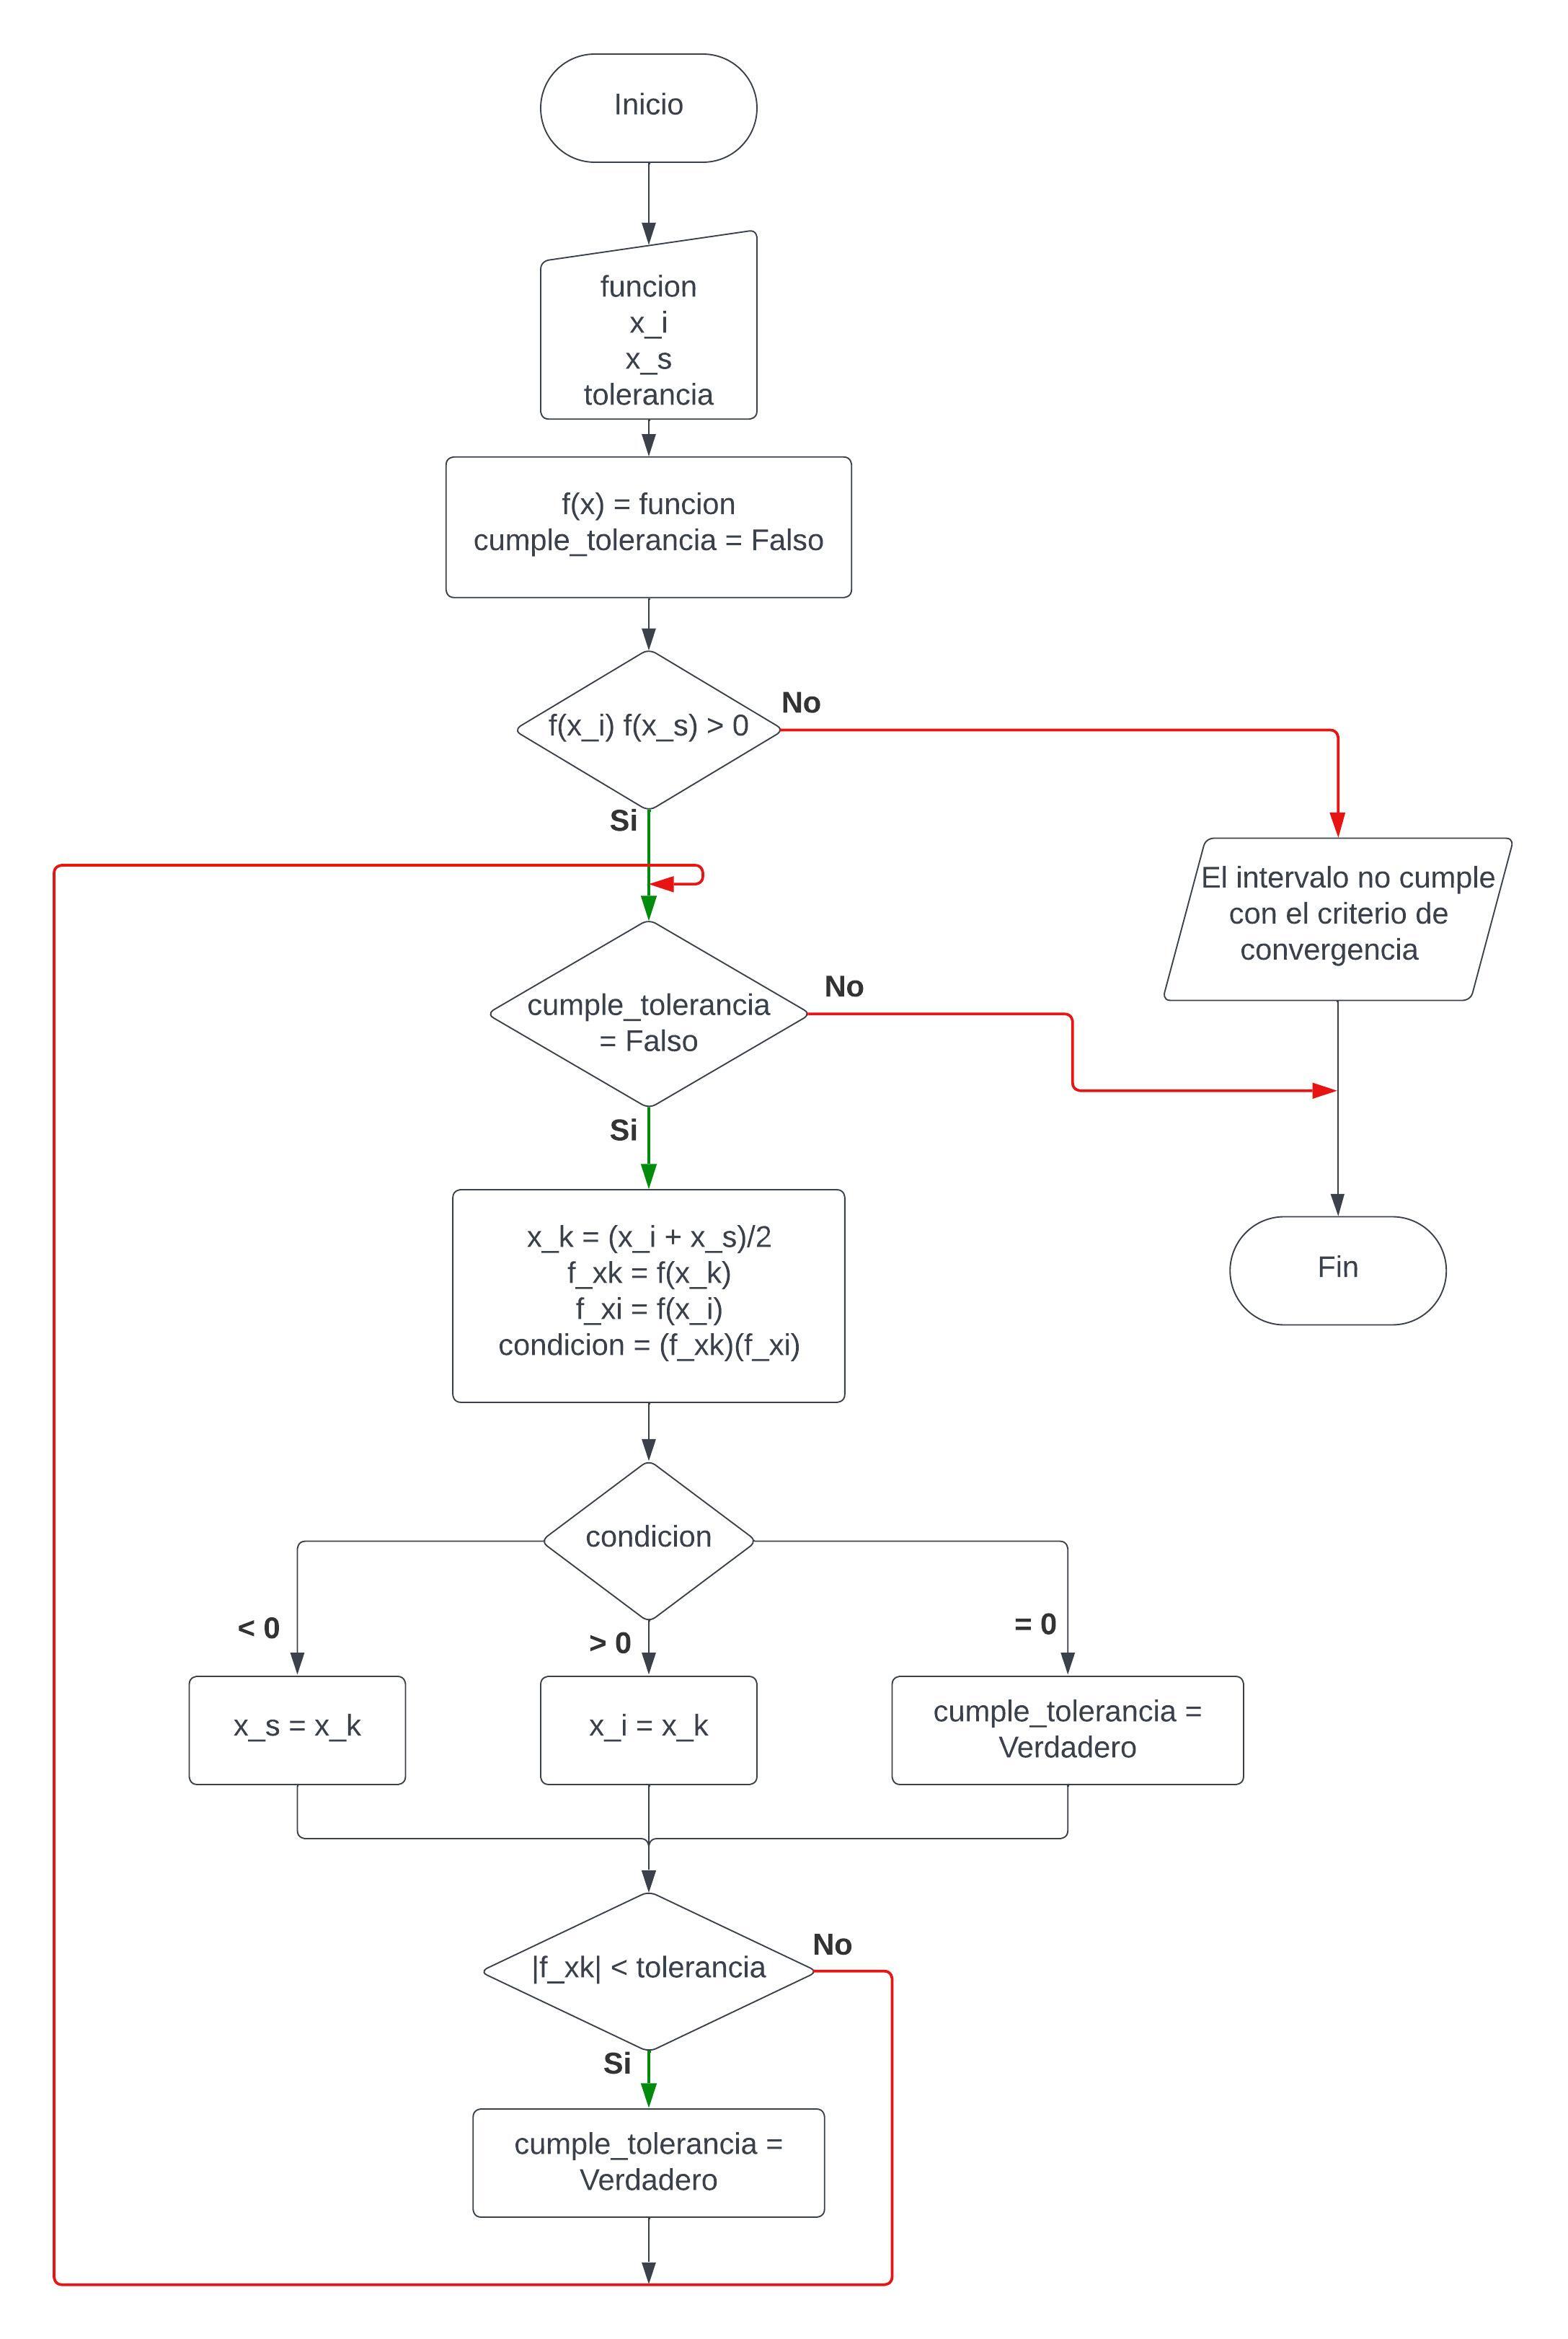 Inicio
funcion
x_i
x_s
tolerancia
f(x) = funcion
cumple_tolerancia = Falso
f(x_i) f(x_s) > 0
No
Si
El intervalo no cumple
con el criterio de
convergencia
cumple_tolerancia
= Falso
No
Si
x_k = (x_i + x_s)/2
f_xk = f(x_k)
f_xi = f(x_i)
condicion = (f_xk)(f_xi)
Fin
condicion
< 0
> 0
= 0
x_s = x_k
x_i = x_k
cumple_tolerancia =
Verdadero
|f_xk| < tolerancia
No
Si
cumple_tolerancia =
Verdadero